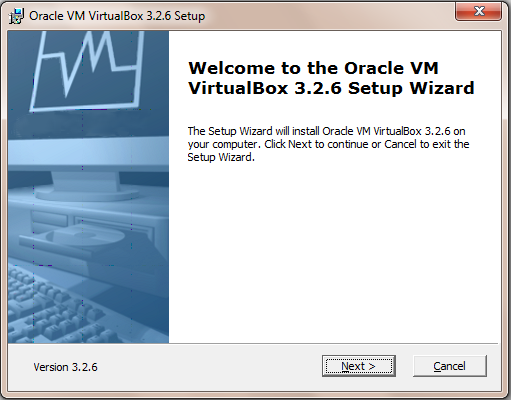 Oracle VM VirtualBox 3.2.6 Setup
Welcome to the Oracle VM
VirtualBox 3.2.6 Setup Wizard
The Setup Wizard will install Oracle VM VirtualBox 3.2.6 on
your computer. Click Next to continue or Cancel to exit the
Setup Wizard.
Version 3.2.6
Next >
Cancel